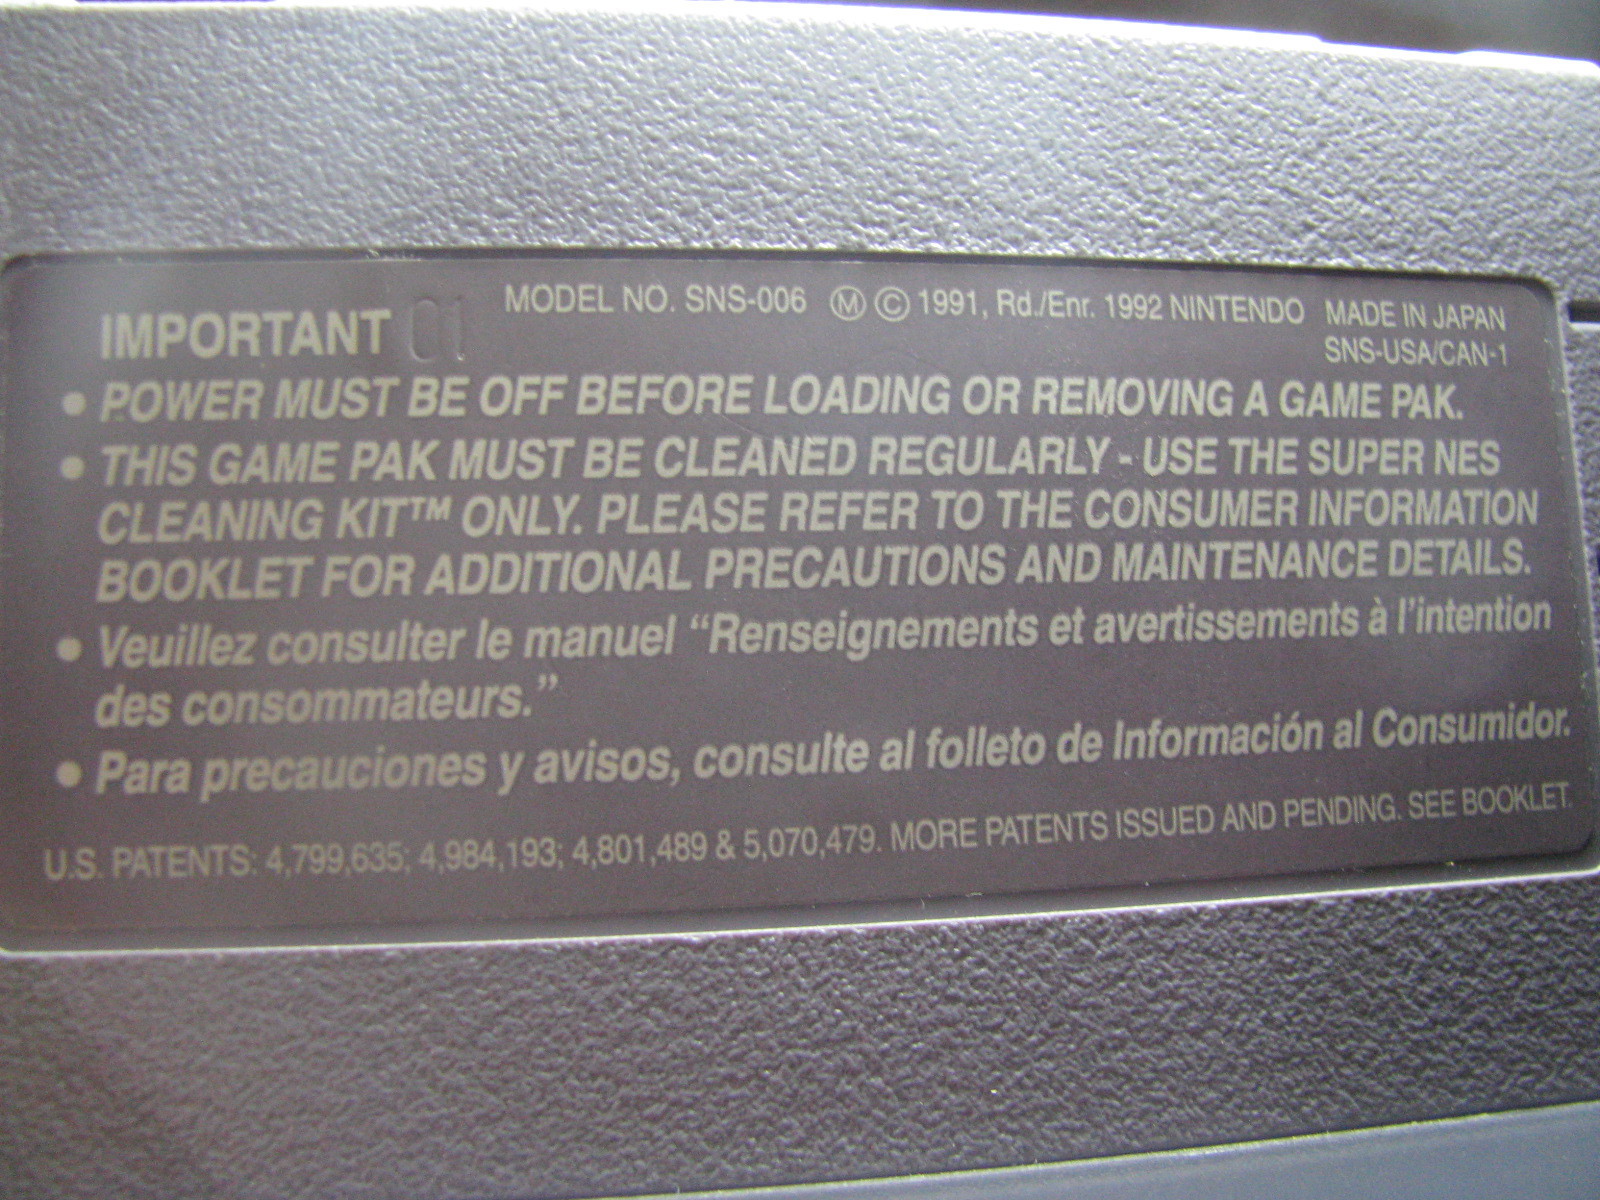 IMPORTANT 01 MODEL NO. SNS-006 Ⓜ © 1991, Rd./Enr. 1992 NINTENDO MADE IN JAPAN
SNS-USA/CAN-1
• POWER MUST BE OFF BEFORE LOADING OR REMOVING A GAME PAK.
• THIS GAME PAK MUST BE CLEANED REGULARLY - USE THE SUPER NES
CLEANING KIT™ ONLY. PLEASE REFER TO THE CONSUMER INFORMATION
BOOKLET FOR ADDITIONAL PRECAUTIONS AND MAINTENANCE DETAILS.
• Veuillez consulter le manuel “Renseignements et avertissements à l’intention
des consommateurs.”
• Para precauciones y avisos, consulte al folleto de Información al Consumidor.
U.S. PATENTS: 4,799,635; 4,984,193; 4,801,489 & 5,070,479. MORE PATENTS ISSUED AND PENDING. SEE BOOKLET.